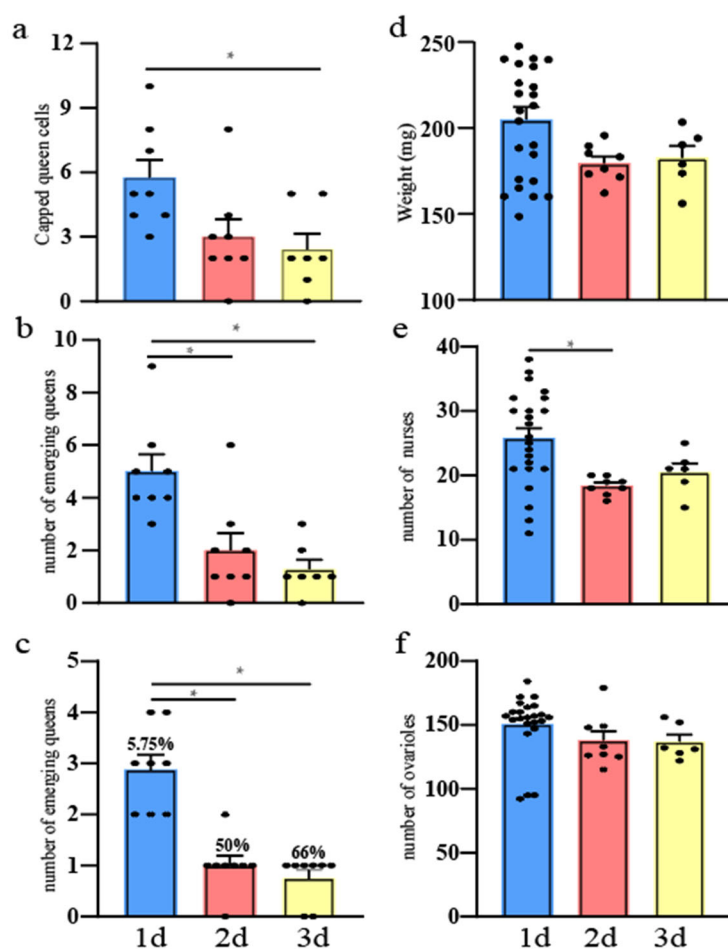 a
12
9
6
3
0
Capped queen cells
*
d
250
200
150
100
Weight (mg)
b
10
8
6
4
2
0
number of emerging queens
*
*
e
40
30
20
10
0
number of nurses
*
c
5
4
3
2
1
0
number of emerging queens
*
*
5.75%
50%
66%
1d 2d 3d
f
200
150
100
50
0
number of ovarioles
1d 2d 3d